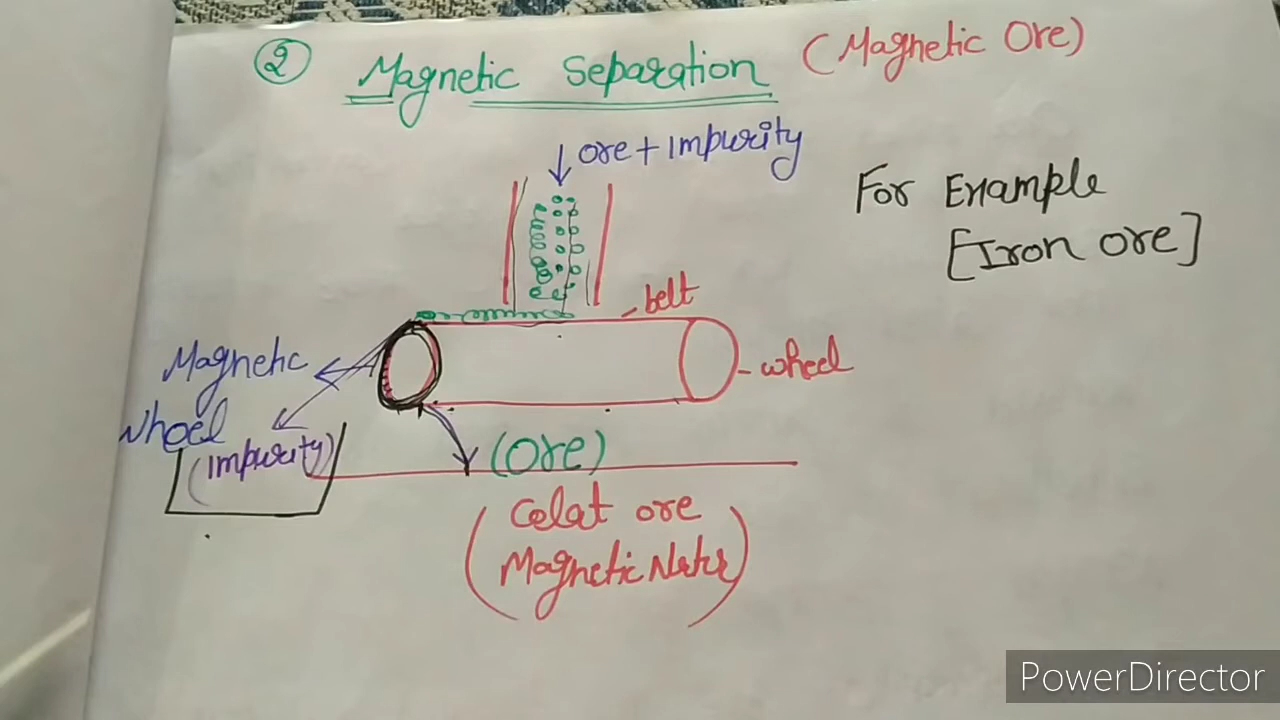 ② Magnetic Separation (Magnetic Ore)
↓ ore + Impurity
For Example
[Iron ore]
- belt
Magnetic
wheel
- wheel
(Impurity)
(Ore)
(Celat ore
Magnetic Natur)
PowerDirector